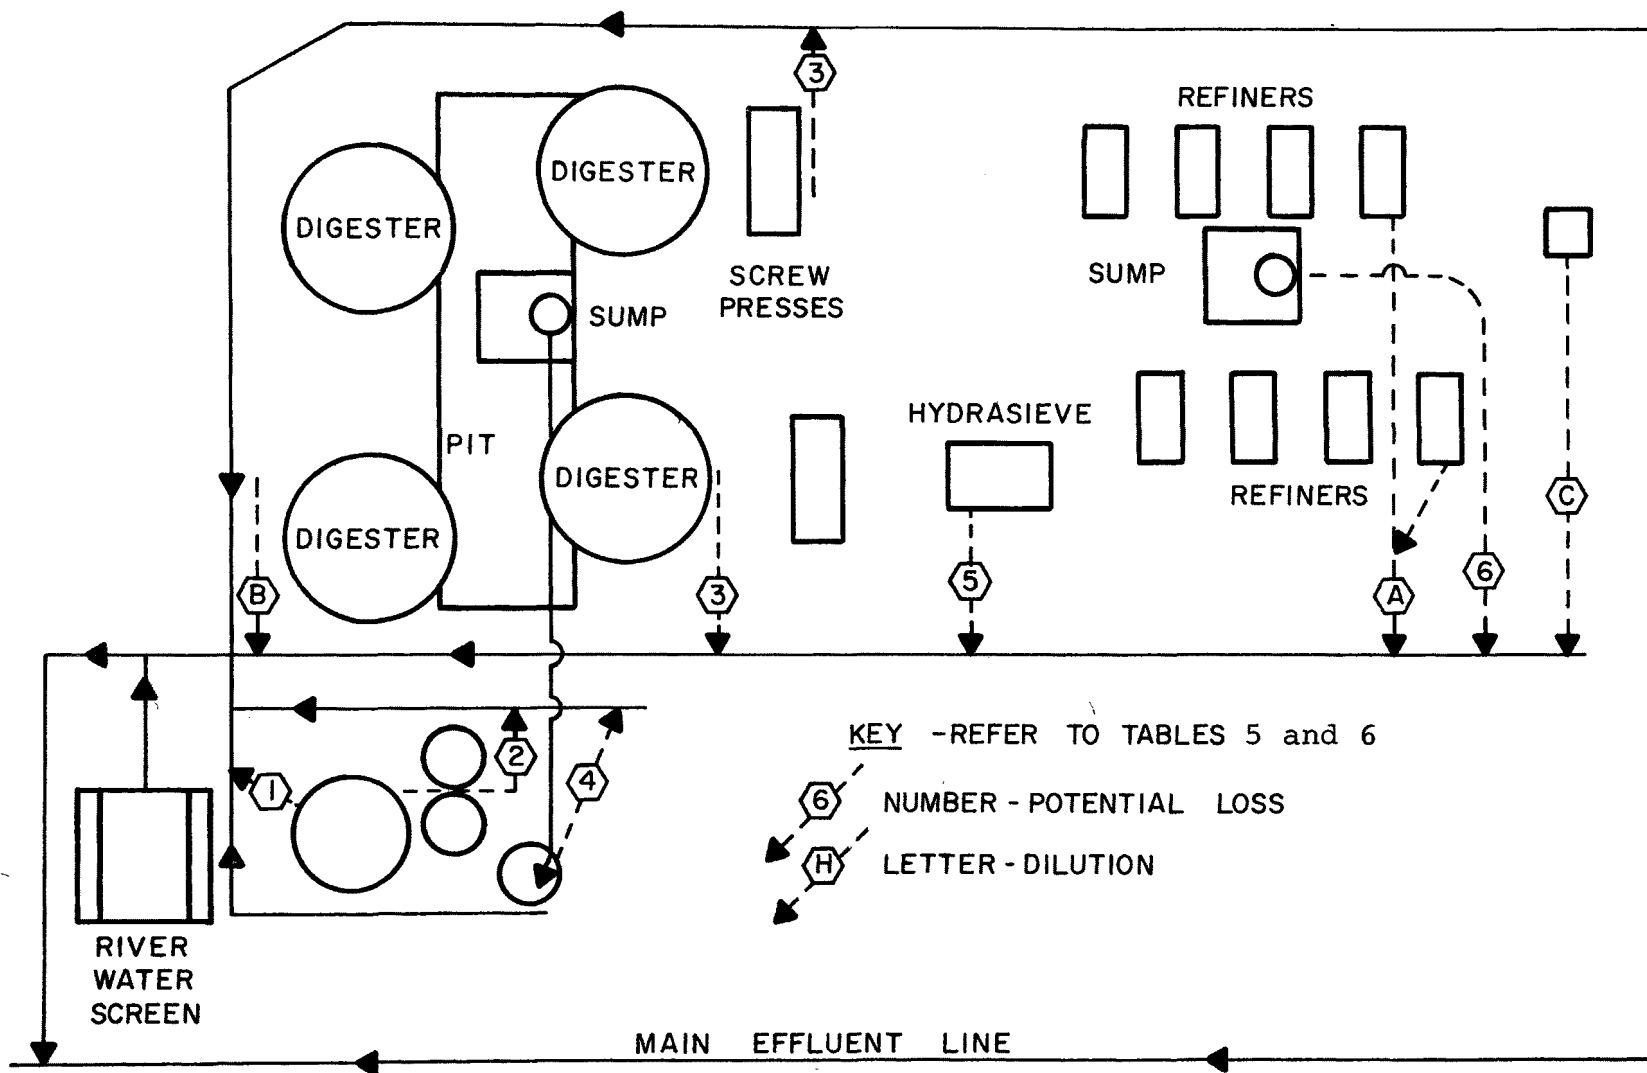 3
REFINERS
DIGESTER
DIGESTER
SCREW
PRESSES
SUMP
SUMP
HYDRASIEVE
PIT
DIGESTER
REFINERS
C
DIGESTER
B
3
5
A
6
KEY -REFER TO TABLES 5 and 6
2
4
1
6 NUMBER - POTENTIAL LOSS
H LETTER - DILUTION
RIVER
WATER
SCREEN
MAIN EFFLUENT LINE